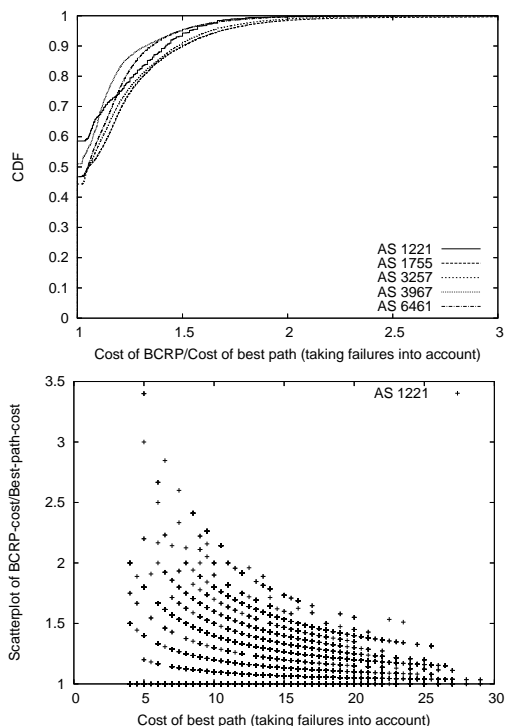 1
0.9
0.8
0.7
0.6
0.5
0.4
0.3
0.2
0.1
0
CDF
AS 1221
AS 1755
AS 3257
AS 3967
AS 6461
1 1.5 2 2.5 3
Cost of BCRP/Cost of best path (taking failures into account)
3.5
3
2.5
2
1.5
1
Scatterplot of BCRP-cost/Best-path-cost
AS 1221
0 5 10 15 20 25 30
Cost of best path (taking failures into account)